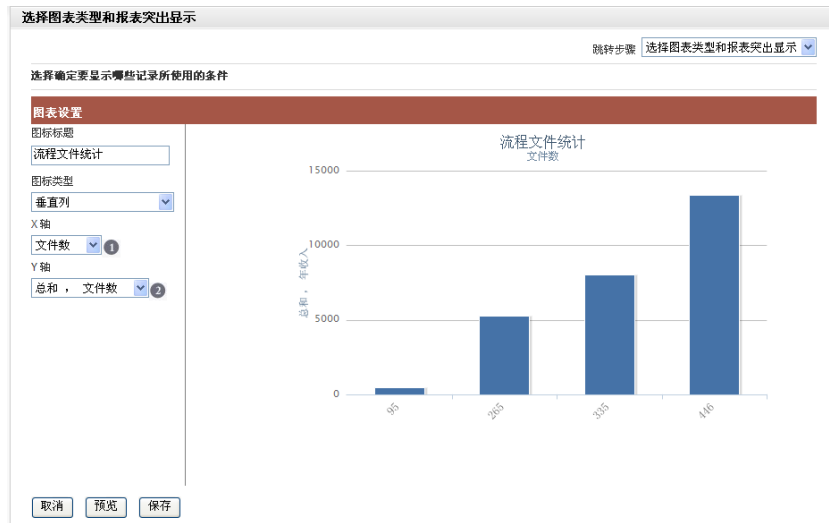 选择图表类型和报表突出显示
跳转步骤 选择图表类型和报表突出显示
选择确定要显示哪些记录所使用的条件
图表设置
图标标题
流程文件统计
图标类型
垂直列
X 轴
文件数 1
Y 轴
总和 ， 文件数 2
流程文件统计
文件数
15000
10000
5000
0
总和 ， 年收入
95
265
335
446
取消 预览 保存